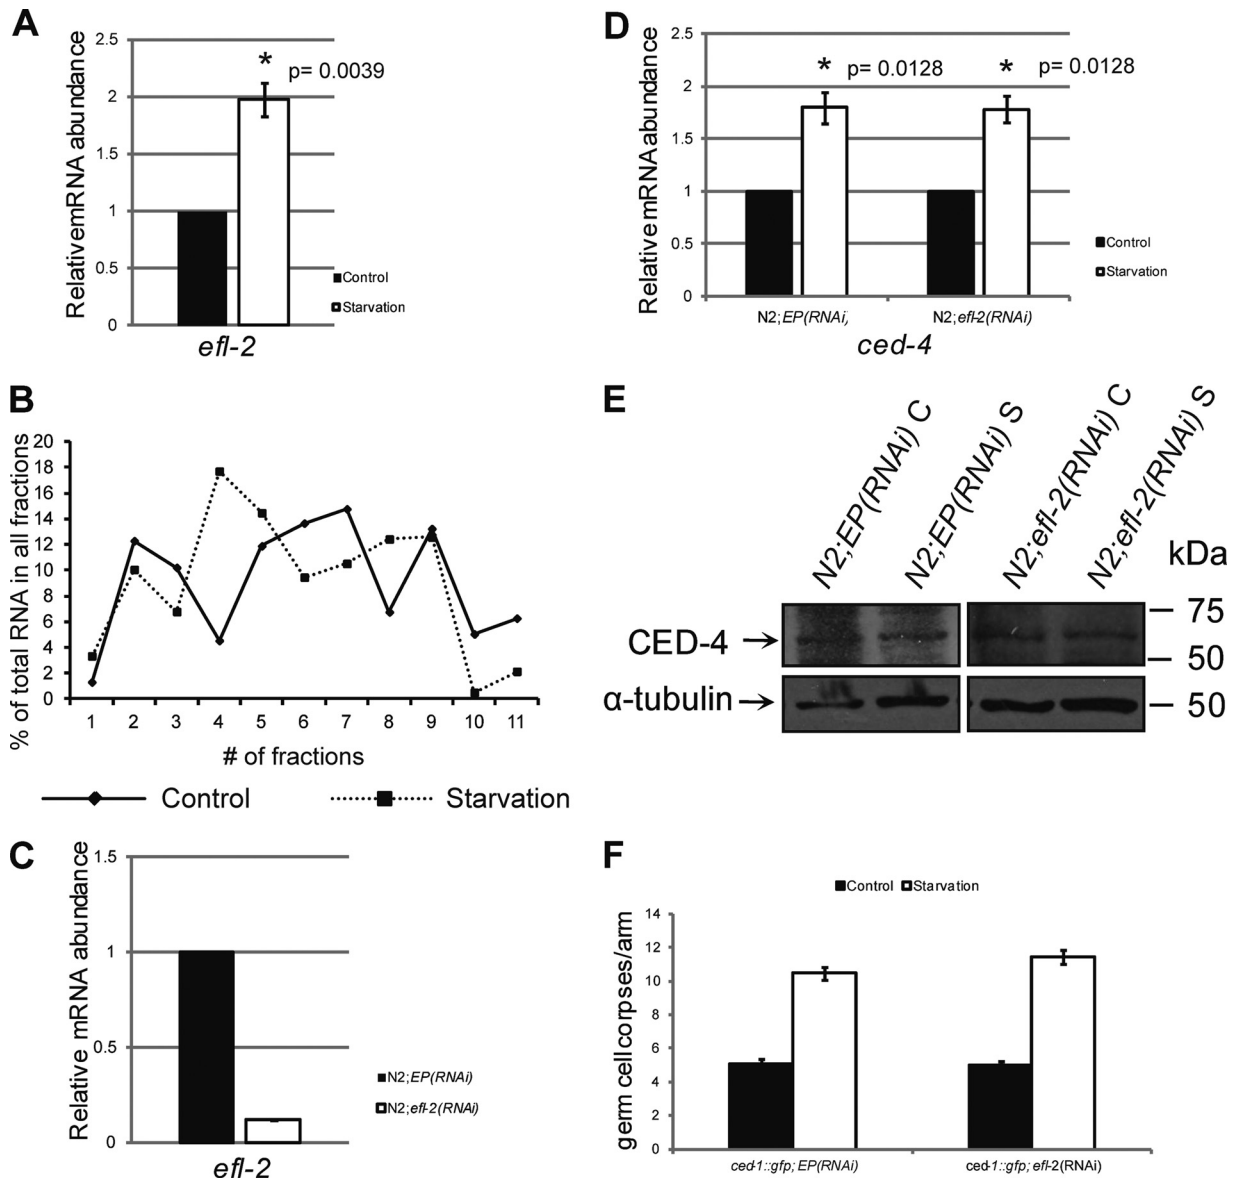 A
Relative mRNA abundance
2.5
2
1.5
1
0.5
0
*
p= 0.0039
Control
Starvation
efl-2
B
% of total RNA in all fractions
20
18
16
14
12
10
8
6
4
2
0
1 2 3 4 5 6 7 8 9 10 11
# of fractions
Control Starvation
C
Relative mRNA abundance
1.5
1
0.5
0
N2;EP(RNAi)
N2;efl-2(RNAi)
efl-2
D
Relative mRNA abundance
2.5
2
1.5
1
0.5
0
* p= 0.0128
* p= 0.0128
Control
Starvation
N2;EP(RNAi, N2;efl-2(RNAi)
ced-4
E
N2;EP(RNAi) C
N2;EP(RNAi) S
N2;efl-2(RNAi) C
N2;efl-2(RNAi) S
kDa
CED-4
75
50
α-tubulin
50
F
Control Starvation
germ cell corpses/arm
14
12
10
8
6
4
2
0
ced-1::gfp; EP(RNAi) ced-1::gfp; efl-2(RNAi)